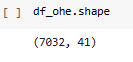 [ ] df_ohe.shape
(7032, 41)